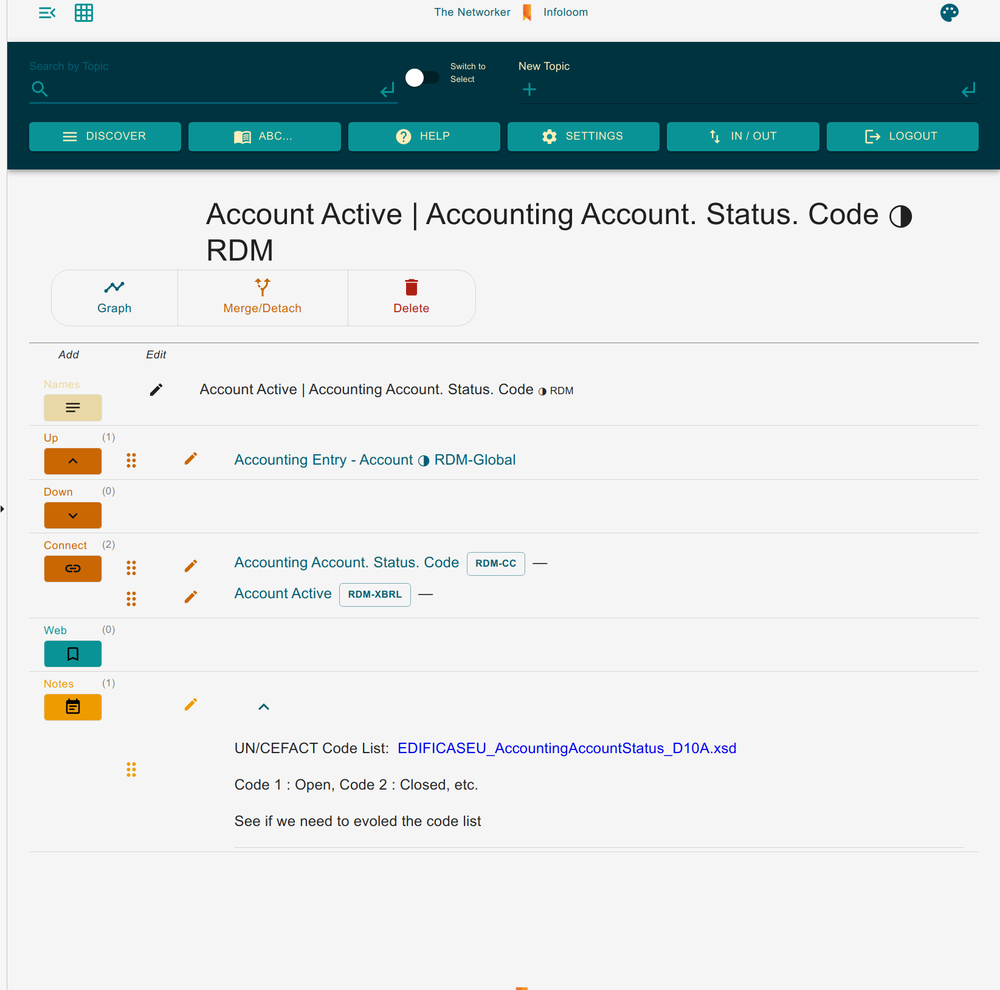 The Networker Infoloom
Search by Topic
Switch to
Select
New Topic
DISCOVER
ABC...
HELP
SETTINGS
IN / OUT
LOGOUT
Account Active | Accounting Account. Status. Code ◑
RDM
Graph
Merge/Detach
Delete
Add
Edit
Names
Account Active | Accounting Account. Status. Code ◑ RDM
Up (1)
Accounting Entry - Account ◑ RDM-Global
Down (0)
Connect (2)
Accounting Account. Status. Code RDM-CC —
Account Active RDM-XBRL —
Web (0)
Notes (1)
UN/CEFACT Code List: EDIFICASEU_AccountingAccountStatus_D10A.xsd
Code 1 : Open, Code 2 : Closed, etc.
See if we need to evoled the code list